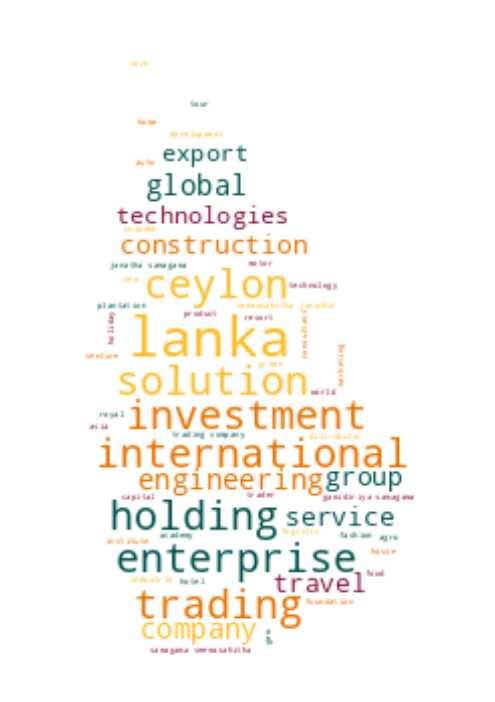 tech
tour
home
development
export
auto
global
technologies
colombo
construction
janatha samagama motor
new ceylon technology
plantation seemasahitha janatha
holiday product resort consultant
lanka
venture green marketing
solution world
royal investment
asia trading company distributor
international
engineering group
capital trader gamidiriya samagama
holding service
academy logistic fashion agro
institute enterprise house
industrie hotel travel food
trading foundation
company
samagama seemasahitha